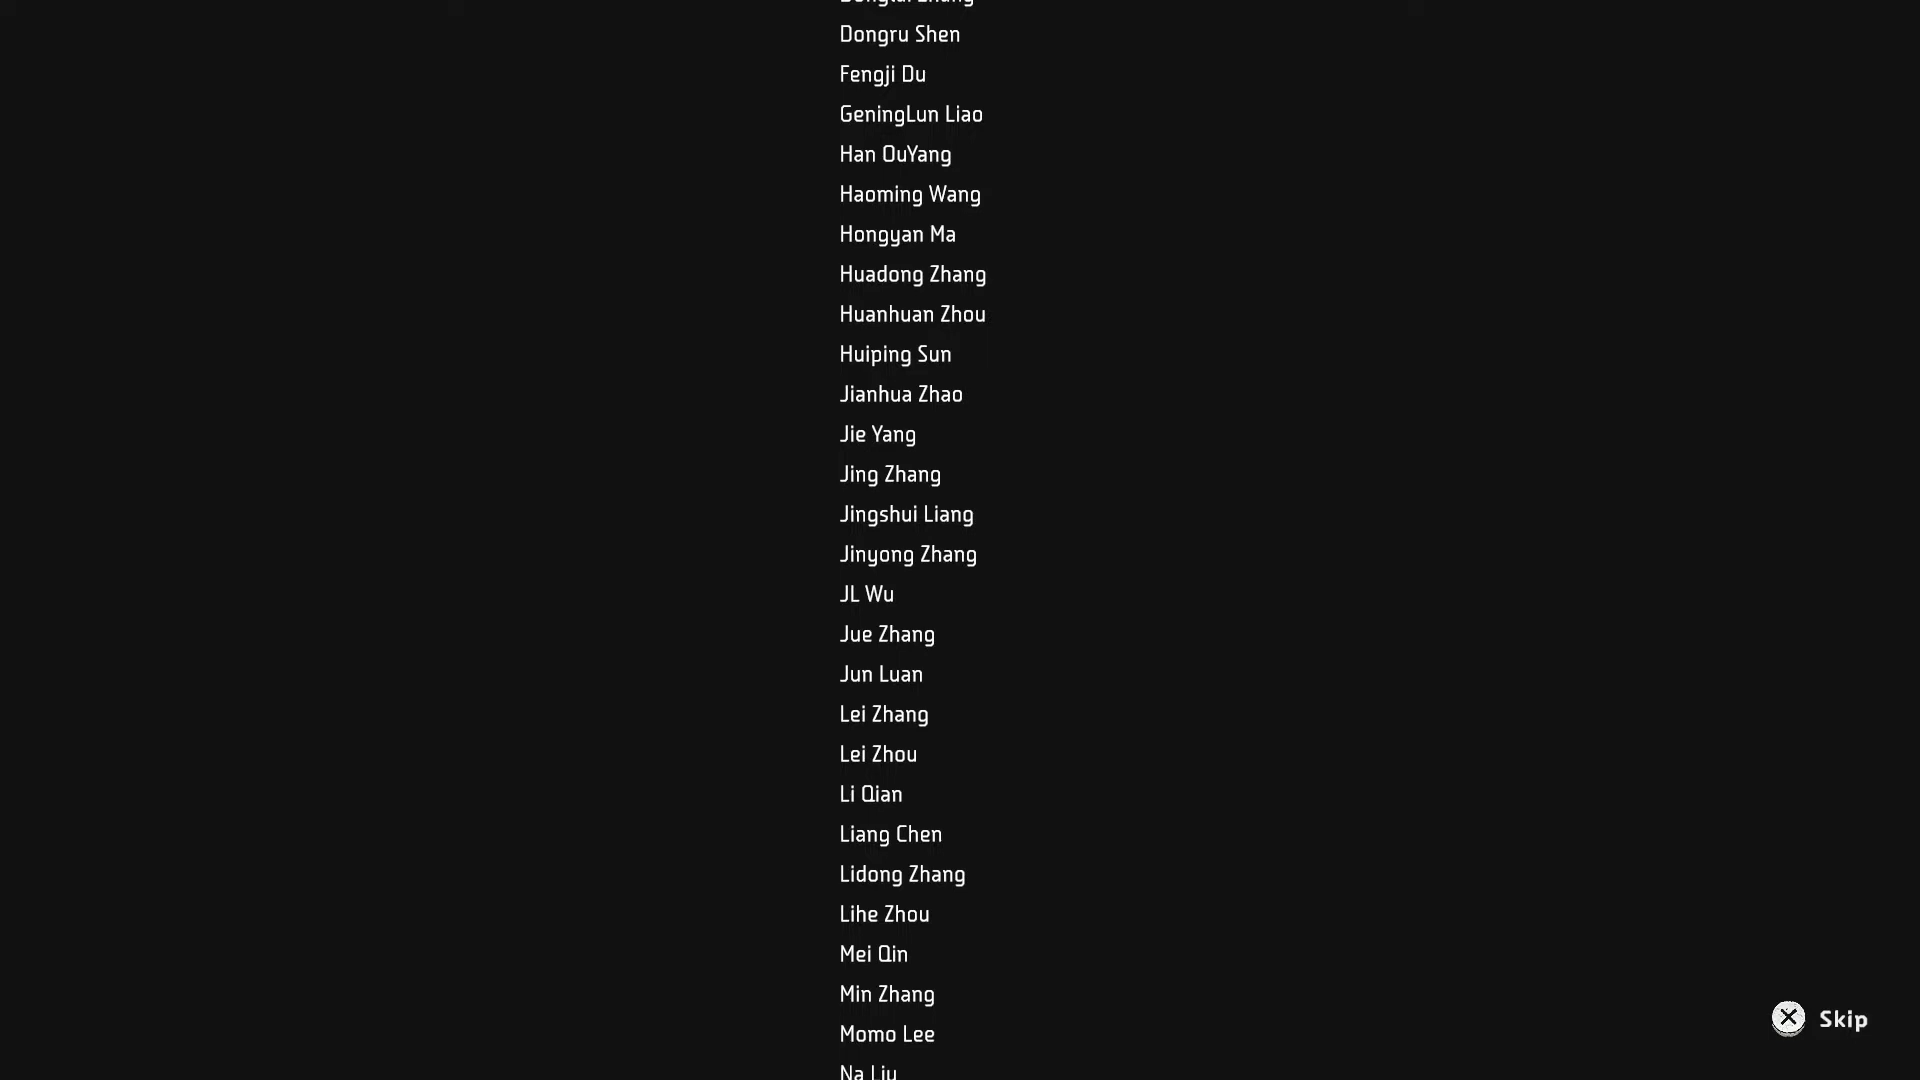 Dongru Shen
Fengji Du
GeningLun Liao
Han OuYang
Haoming Wang
Hongyan Ma
Huadong Zhang
Huanhuan Zhou
Huiping Sun
Jianhua Zhao
Jie Yang
Jing Zhang
Jingshui Liang
Jinyong Zhang
JL Wu
Jue Zhang
Jun Luan
Lei Zhang
Lei Zhou
Li Qian
Liang Chen
Lidong Zhang
Lihe Zhou
Mei Qin
Min Zhang
Momo Lee
Na Liu
Skip